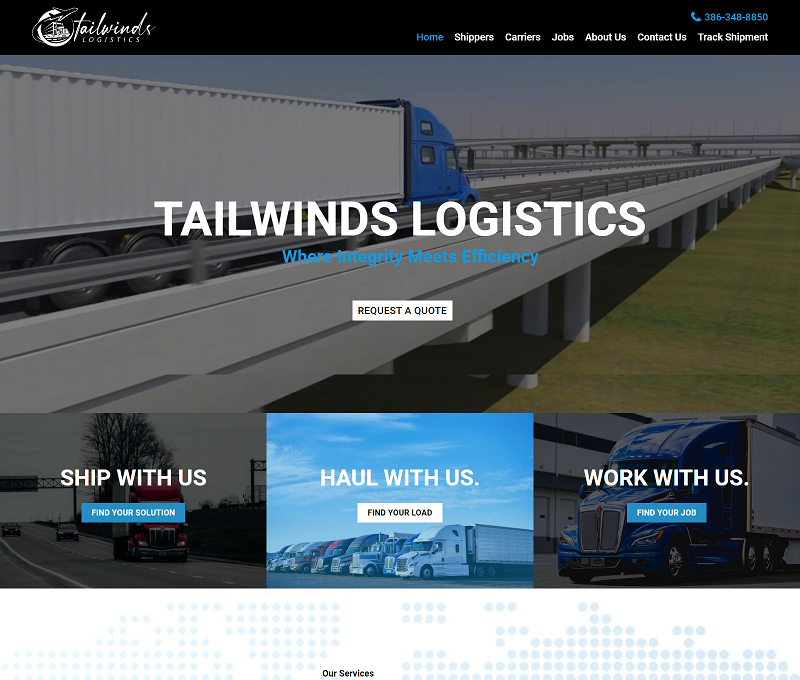 tailwinds
LOGISTICS
386-348-8850
Home Shippers Carriers Jobs About Us Contact Us Track Shipment
TAILWINDS LOGISTICS
Where Integrity Meets Efficiency
REQUEST A QUOTE
SHIP WITH US
FIND YOUR SOLUTION
HAUL WITH US.
FIND YOUR LOAD
WORK WITH US.
FIND YOUR JOB
Our Services